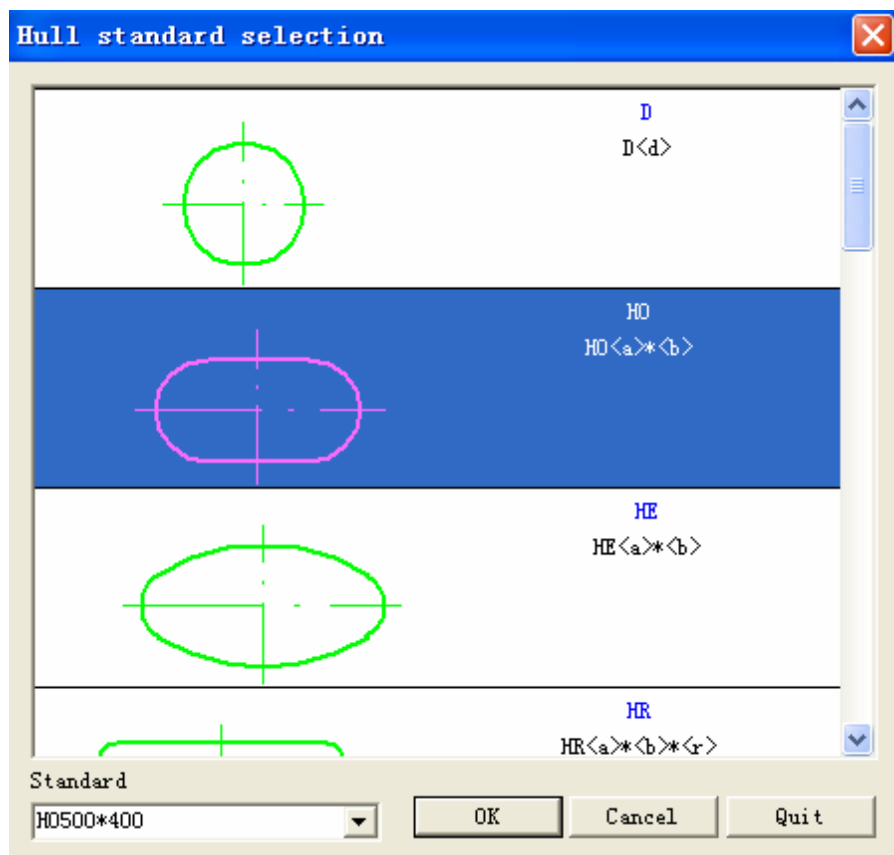 Hull standard selection
D
D<d>
HO
HO<a>*<b>
HE
HE<a>*<b>
HR
HR<a>*<b>*<r>
Standard
HO500*400
OK
Cancel
Quit